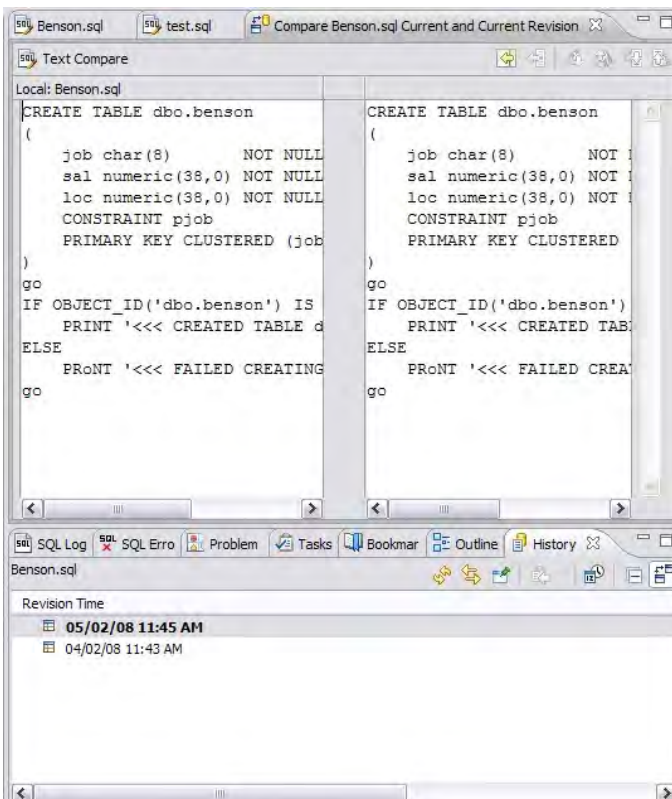 Benson.sql test.sql Compare Benson.sql Current and Current Revision
Text Compare
Local: Benson.sql
CREATE TABLE dbo.benson
(
job char(8) NOT NULL
sal numeric(38,0) NOT NULL
loc numeric(38,0) NOT NULL
CONSTRAINT pjob
PRIMARY KEY CLUSTERED (job
)
go
IF OBJECT_ID('dbo.benson') IS
PRINT '<<< CREATED TABLE d
ELSE
PRoNT '<<< FAILED CREATING
go
CREATE TABLE dbo.benson
(
job char(8) NOT
sal numeric(38,0) NOT
loc numeric(38,0) NOT
CONSTRAINT pjob
PRIMARY KEY CLUSTERED
)
go
IF OBJECT_ID('dbo.benson')
PRINT '<<< CREATED TAB
ELSE
PRoNT '<<< FAILED CREA
go
SQL Log SQL Erro Problem Tasks Bookmar Outline History
Benson.sql
Revision Time
05/02/08 11:45 AM
04/02/08 11:43 AM